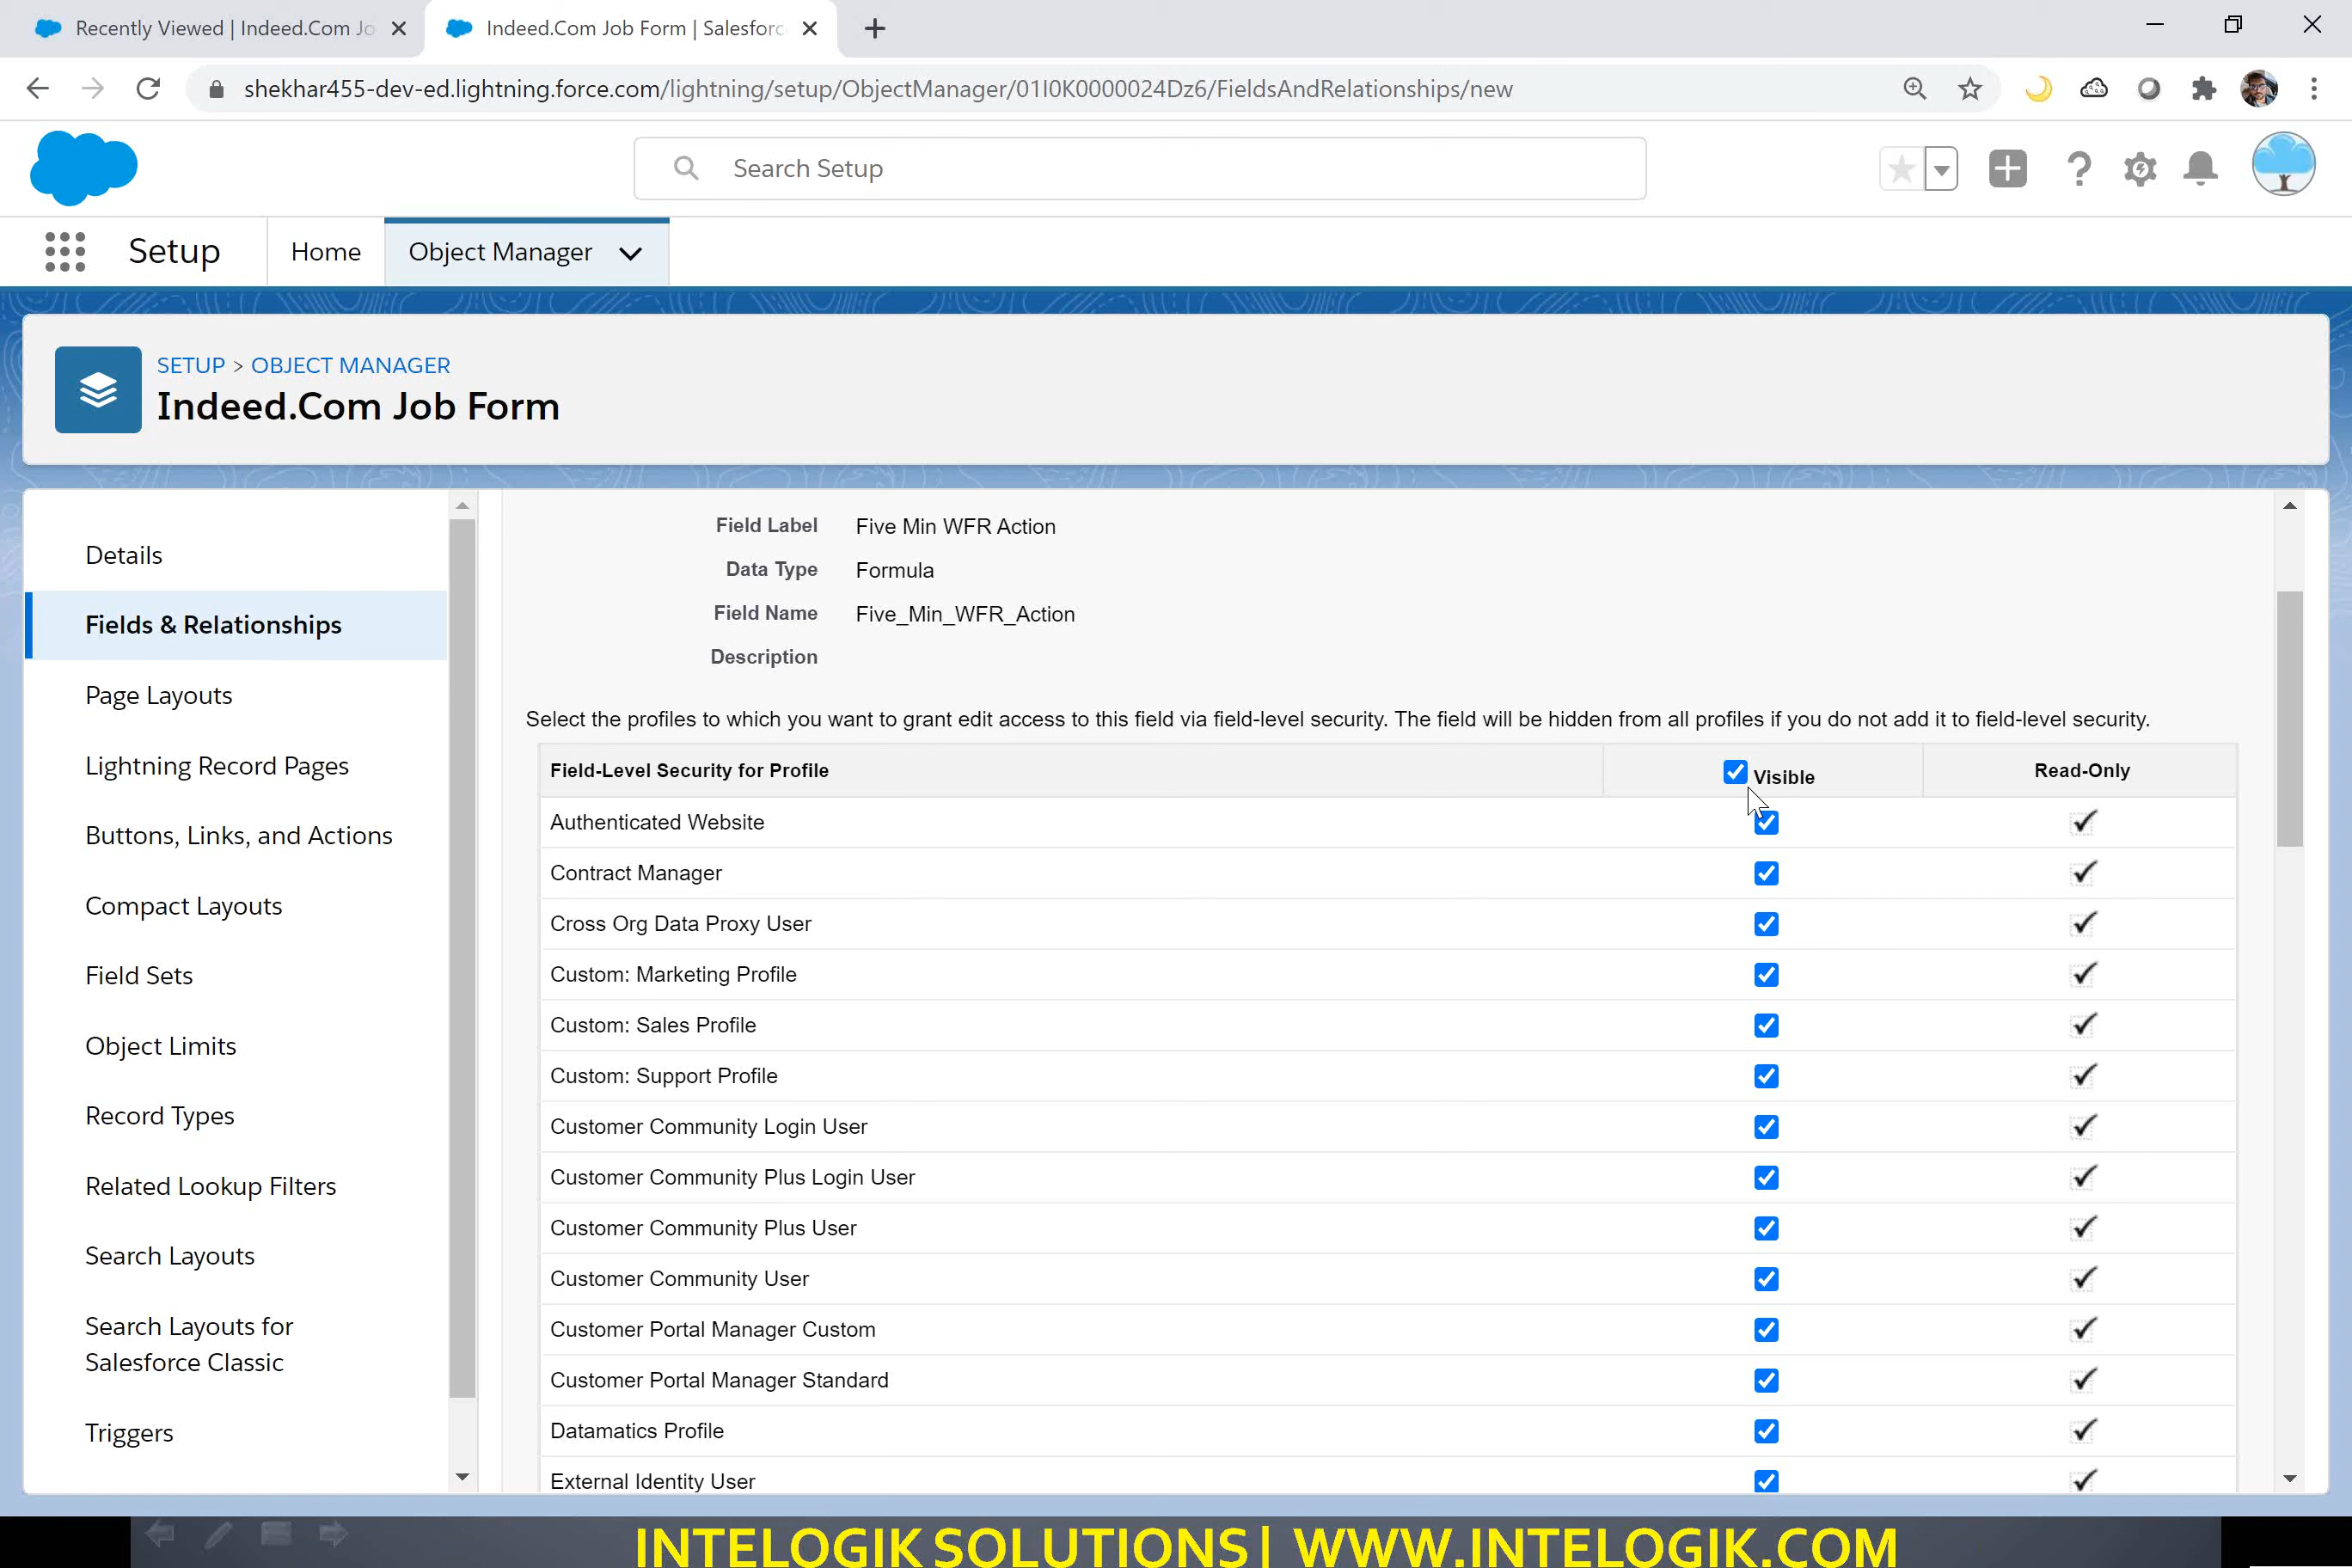 Recently Viewed | Indeed.Com Jo
Indeed.Com Job Form | Salesforc
shekhar455-dev-ed.lightning.force.com/lightning/setup/ObjectManager/01I0K0000024Dz6/FieldsAndRelationships/new
Search Setup
Setup
Home
Object Manager
SETUP > OBJECT MANAGER
Indeed.Com Job Form
Details
Fields & Relationships
Page Layouts
Lightning Record Pages
Buttons, Links, and Actions
Compact Layouts
Field Sets
Object Limits
Record Types
Related Lookup Filters
Search Layouts
Search Layouts for
Salesforce Classic
Triggers
Field Label Five Min WFR Action
Data Type Formula
Field Name Five_Min_WFR_Action
Description
Select the profiles to which you want to grant edit access to this field via field-level security. The field will be hidden from all profiles if you do not add it to field-level security.
Field-Level Security for Profile Visible Read-Only
Authenticated Website
Contract Manager
Cross Org Data Proxy User
Custom: Marketing Profile
Custom: Sales Profile
Custom: Support Profile
Customer Community Login User
Customer Community Plus Login User
Customer Community Plus User
Customer Community User
Customer Portal Manager Custom
Customer Portal Manager Standard
Datamatics Profile
External Identity User
INTELOGIK SOLUTIONS | WWW.INTELOGIK.COM